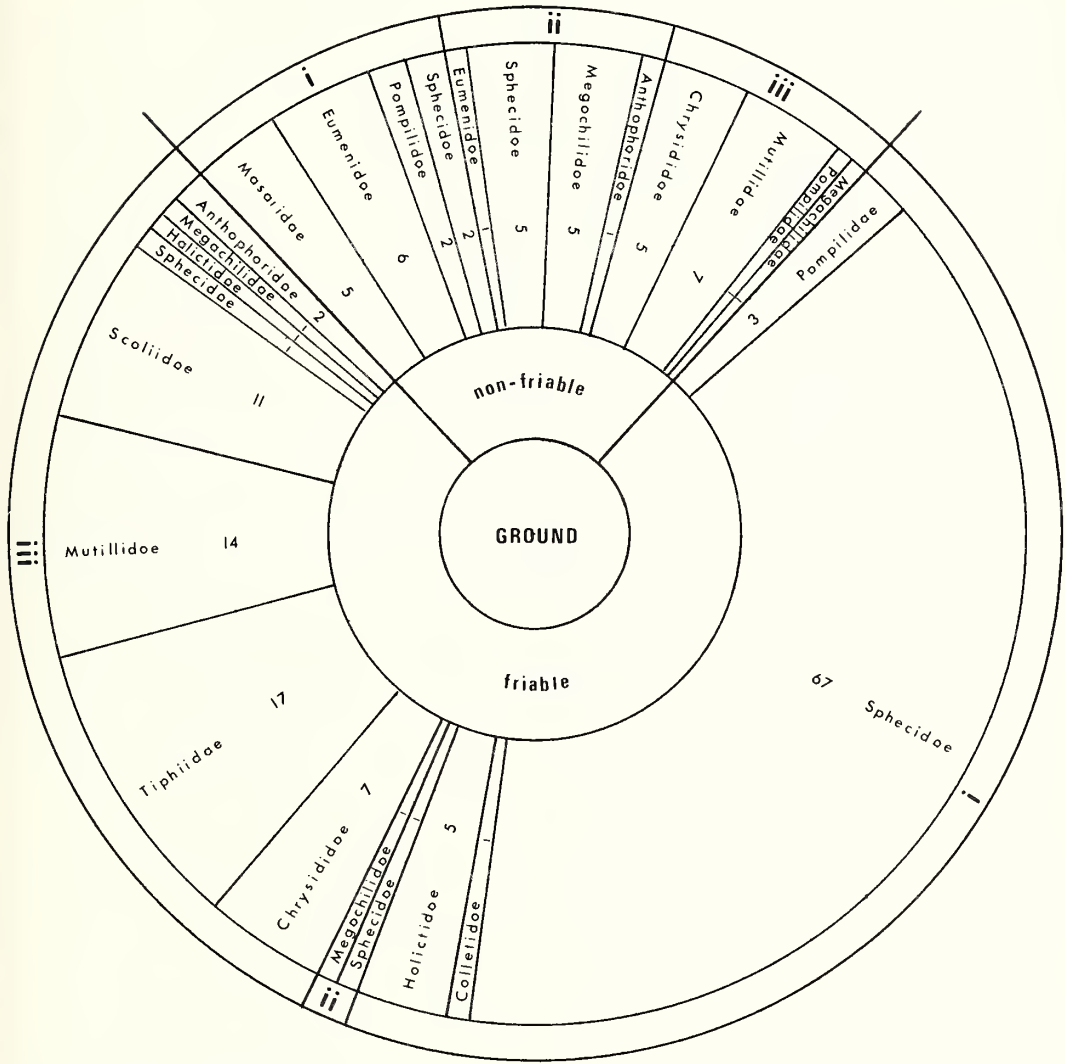 i
Masaridae 5
Eumenidae 6
Pompilidae 2
Sphecidae 2
ii
Eumenidae 1
Sphecidae 5
Megachilidae 5
Anthophoridae 1
iii
Chrysididae 5
Mutillidae 7
Pompilidae 1
Megachilidae 1
non-friable
GROUND
friable
i
Pompilidae 3
Sphecidae 67
Colletidae 1
Halictidae 5
ii
Sphecidae 1
Megachilidae 1
iii
Chrysididae 7
Tiphiidae 17
Mutillidae 14
Scoliidae 11
Sphecidae 1
Halictidae 1
Megachilidae 1
Anthophoridae 2